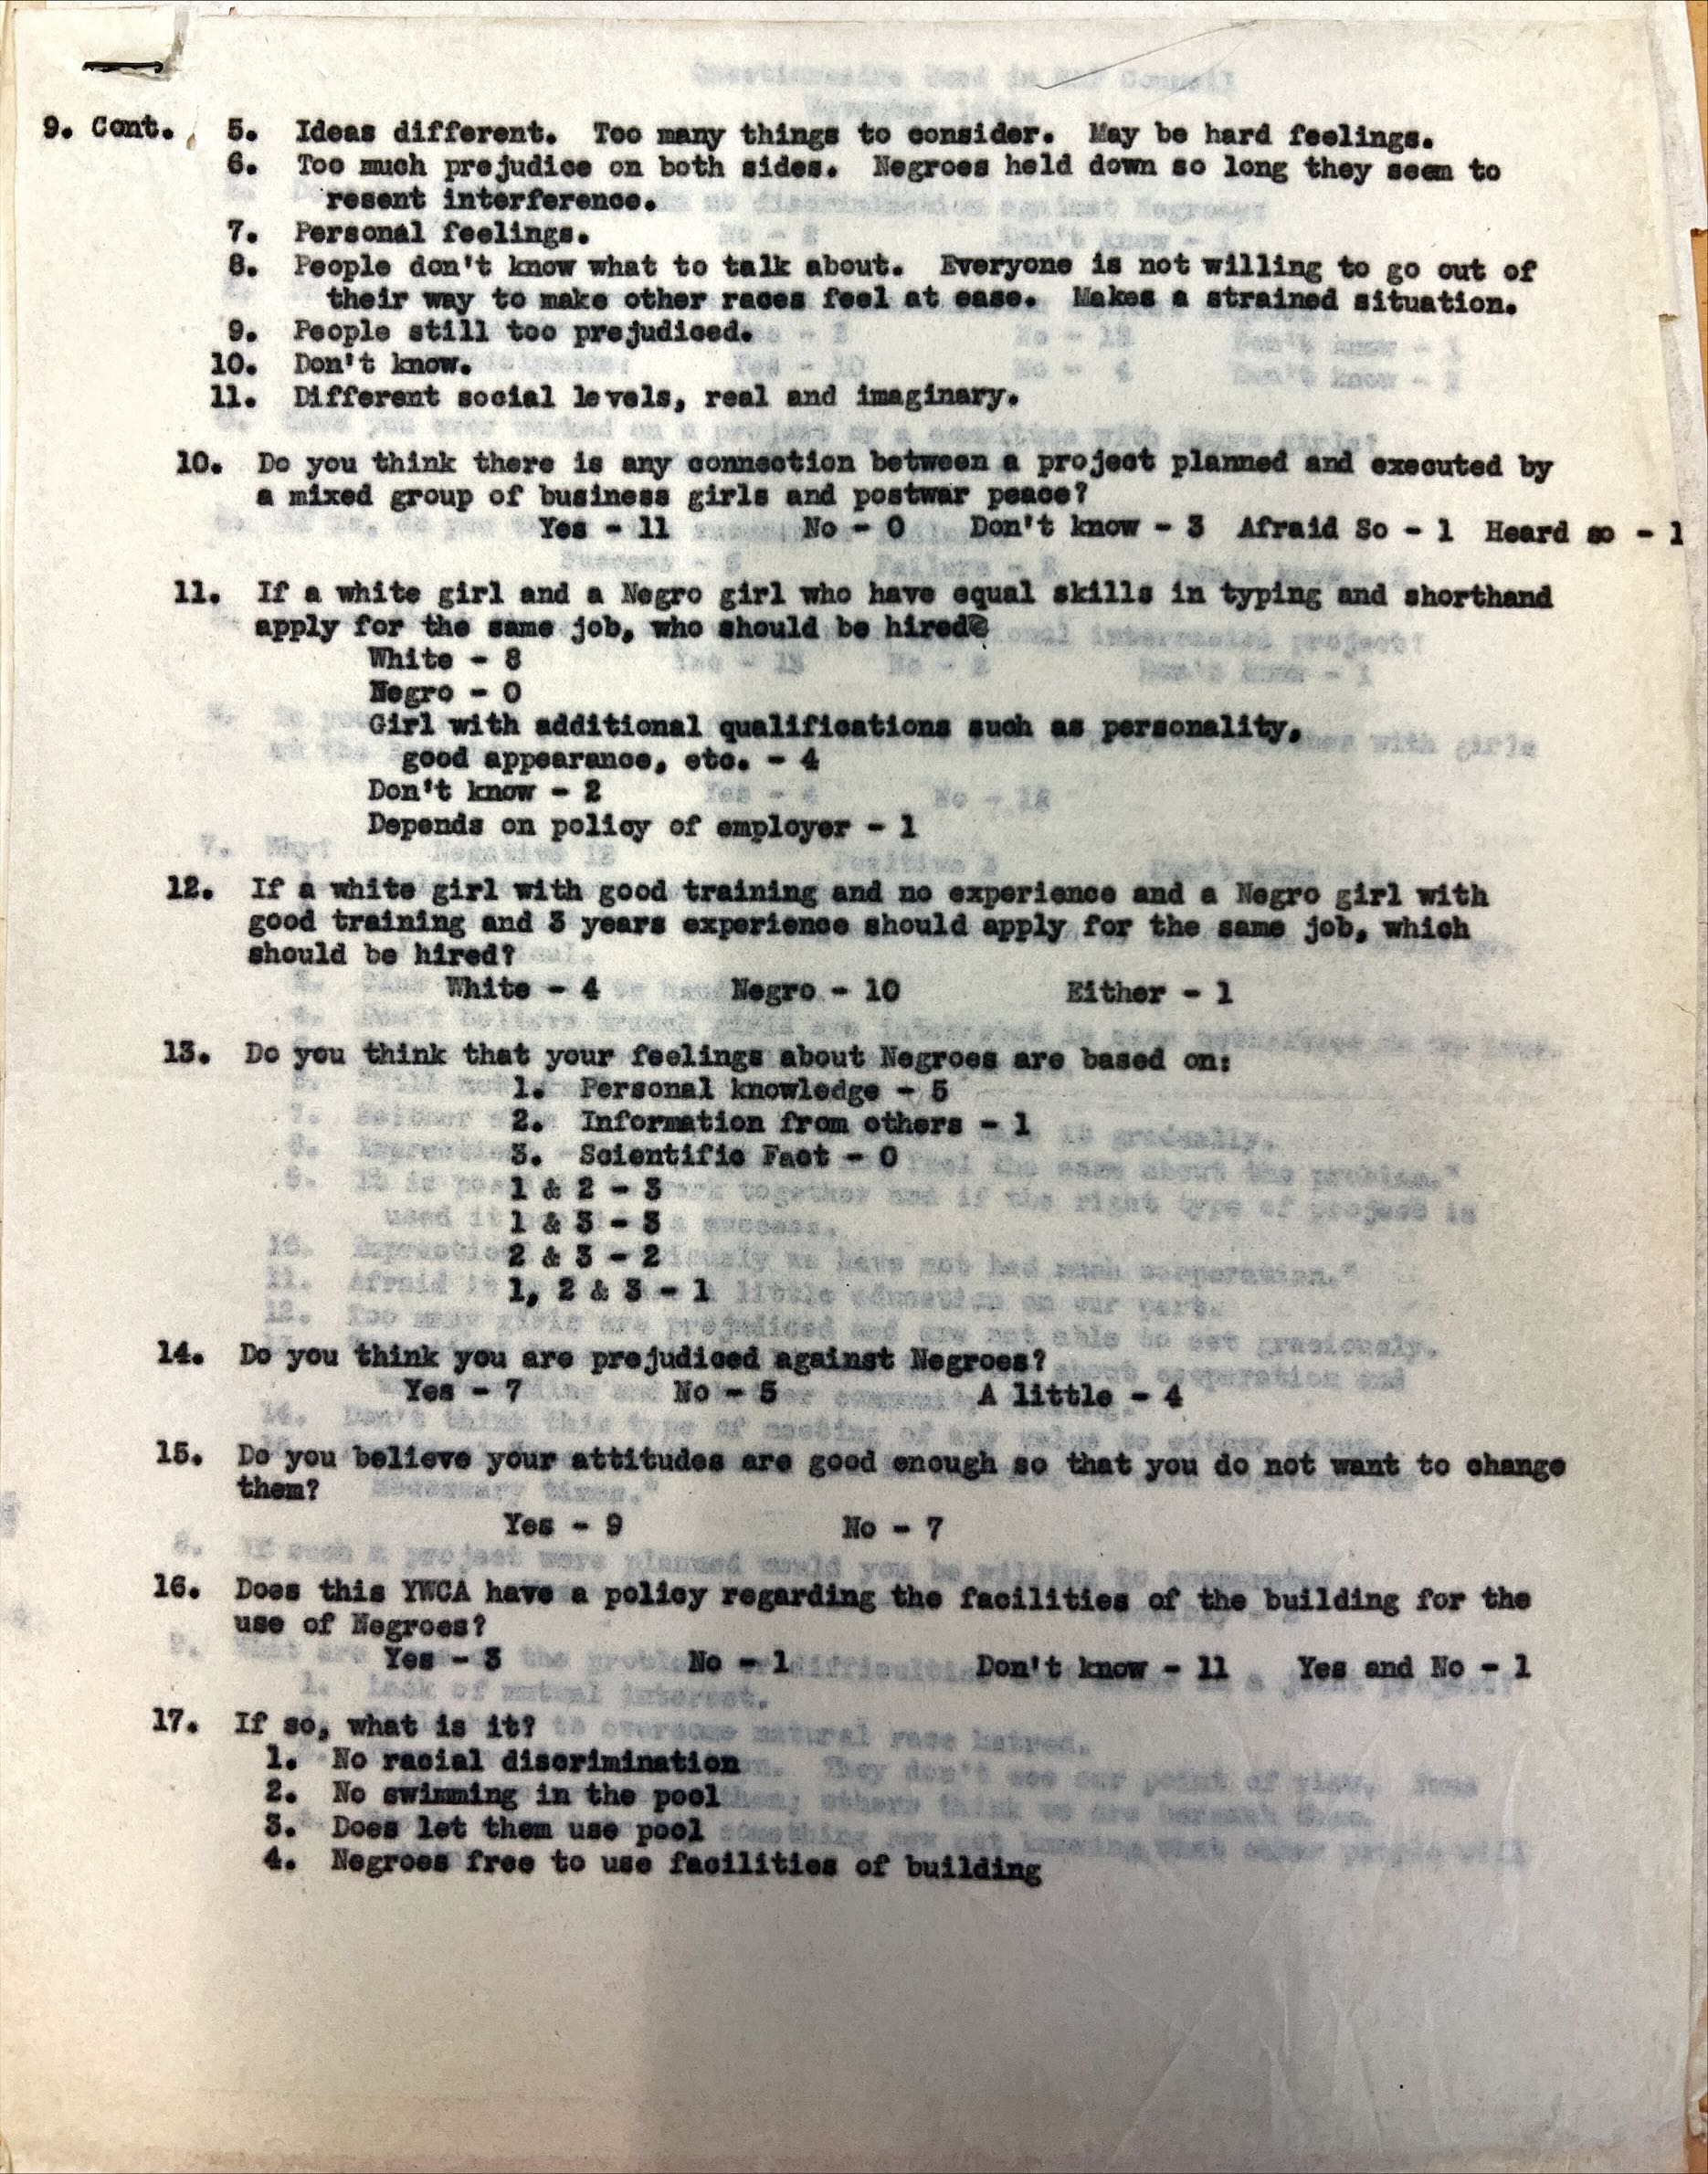 9. Cont. 5. Ideas different. Too many things to consider. May be hard feelings.
6. Too much prejudice on both sides. Negroes held down so long they seem to
resent interference.
7. Personal feelings.
8. People don't know what to talk about. Everyone is not willing to go out of
their way to make other races feel at ease. Makes a strained situation.
9. People still too prejudiced.
10. Don't know.
11. Different social levels, real and imaginary.
10. Do you think there is any connection between a project planned and executed by
a mixed group of business girls and postwar peace?
Yes - 11 No - 0 Don't know - 3 Afraid So - 1 Heard so - 1
11. If a white girl and a Negro girl who have equal skills in typing and shorthand
apply for the same job, who should be hired?
White - 8
Negro - 0
Girl with additional qualifications such as personality,
good appearance, etc. - 4
Don't know - 2
Depends on policy of employer - 1
12. If a white girl with good training and no experience and a Negro girl with
good training and 3 years experience should apply for the same job, which
should be hired?
White - 4 Negro - 10 Either - 1
13. Do you think that your feelings about Negroes are based on:
1. Personal knowledge - 5
2. Information from others - 1
3. Scientific Fact - 0
1 & 2 - 3
1 & 3 - 3
2 & 3 - 2
1, 2 & 3 - 1
14. Do you think you are prejudiced against Negroes?
Yes - 7 No - 5 A little - 4
15. Do you believe your attitudes are good enough so that you do not want to change
them?
Yes - 9 No - 7
16. Does this YWCA have a policy regarding the facilities of the building for the
use of Negroes?
Yes - 3 No - 1 Don't know - 11 Yes and No - 1
17. If so, what is it?
1. No racial discrimination
2. No swimming in the pool
3. Does let them use pool
4. Negroes free to use facilities of building